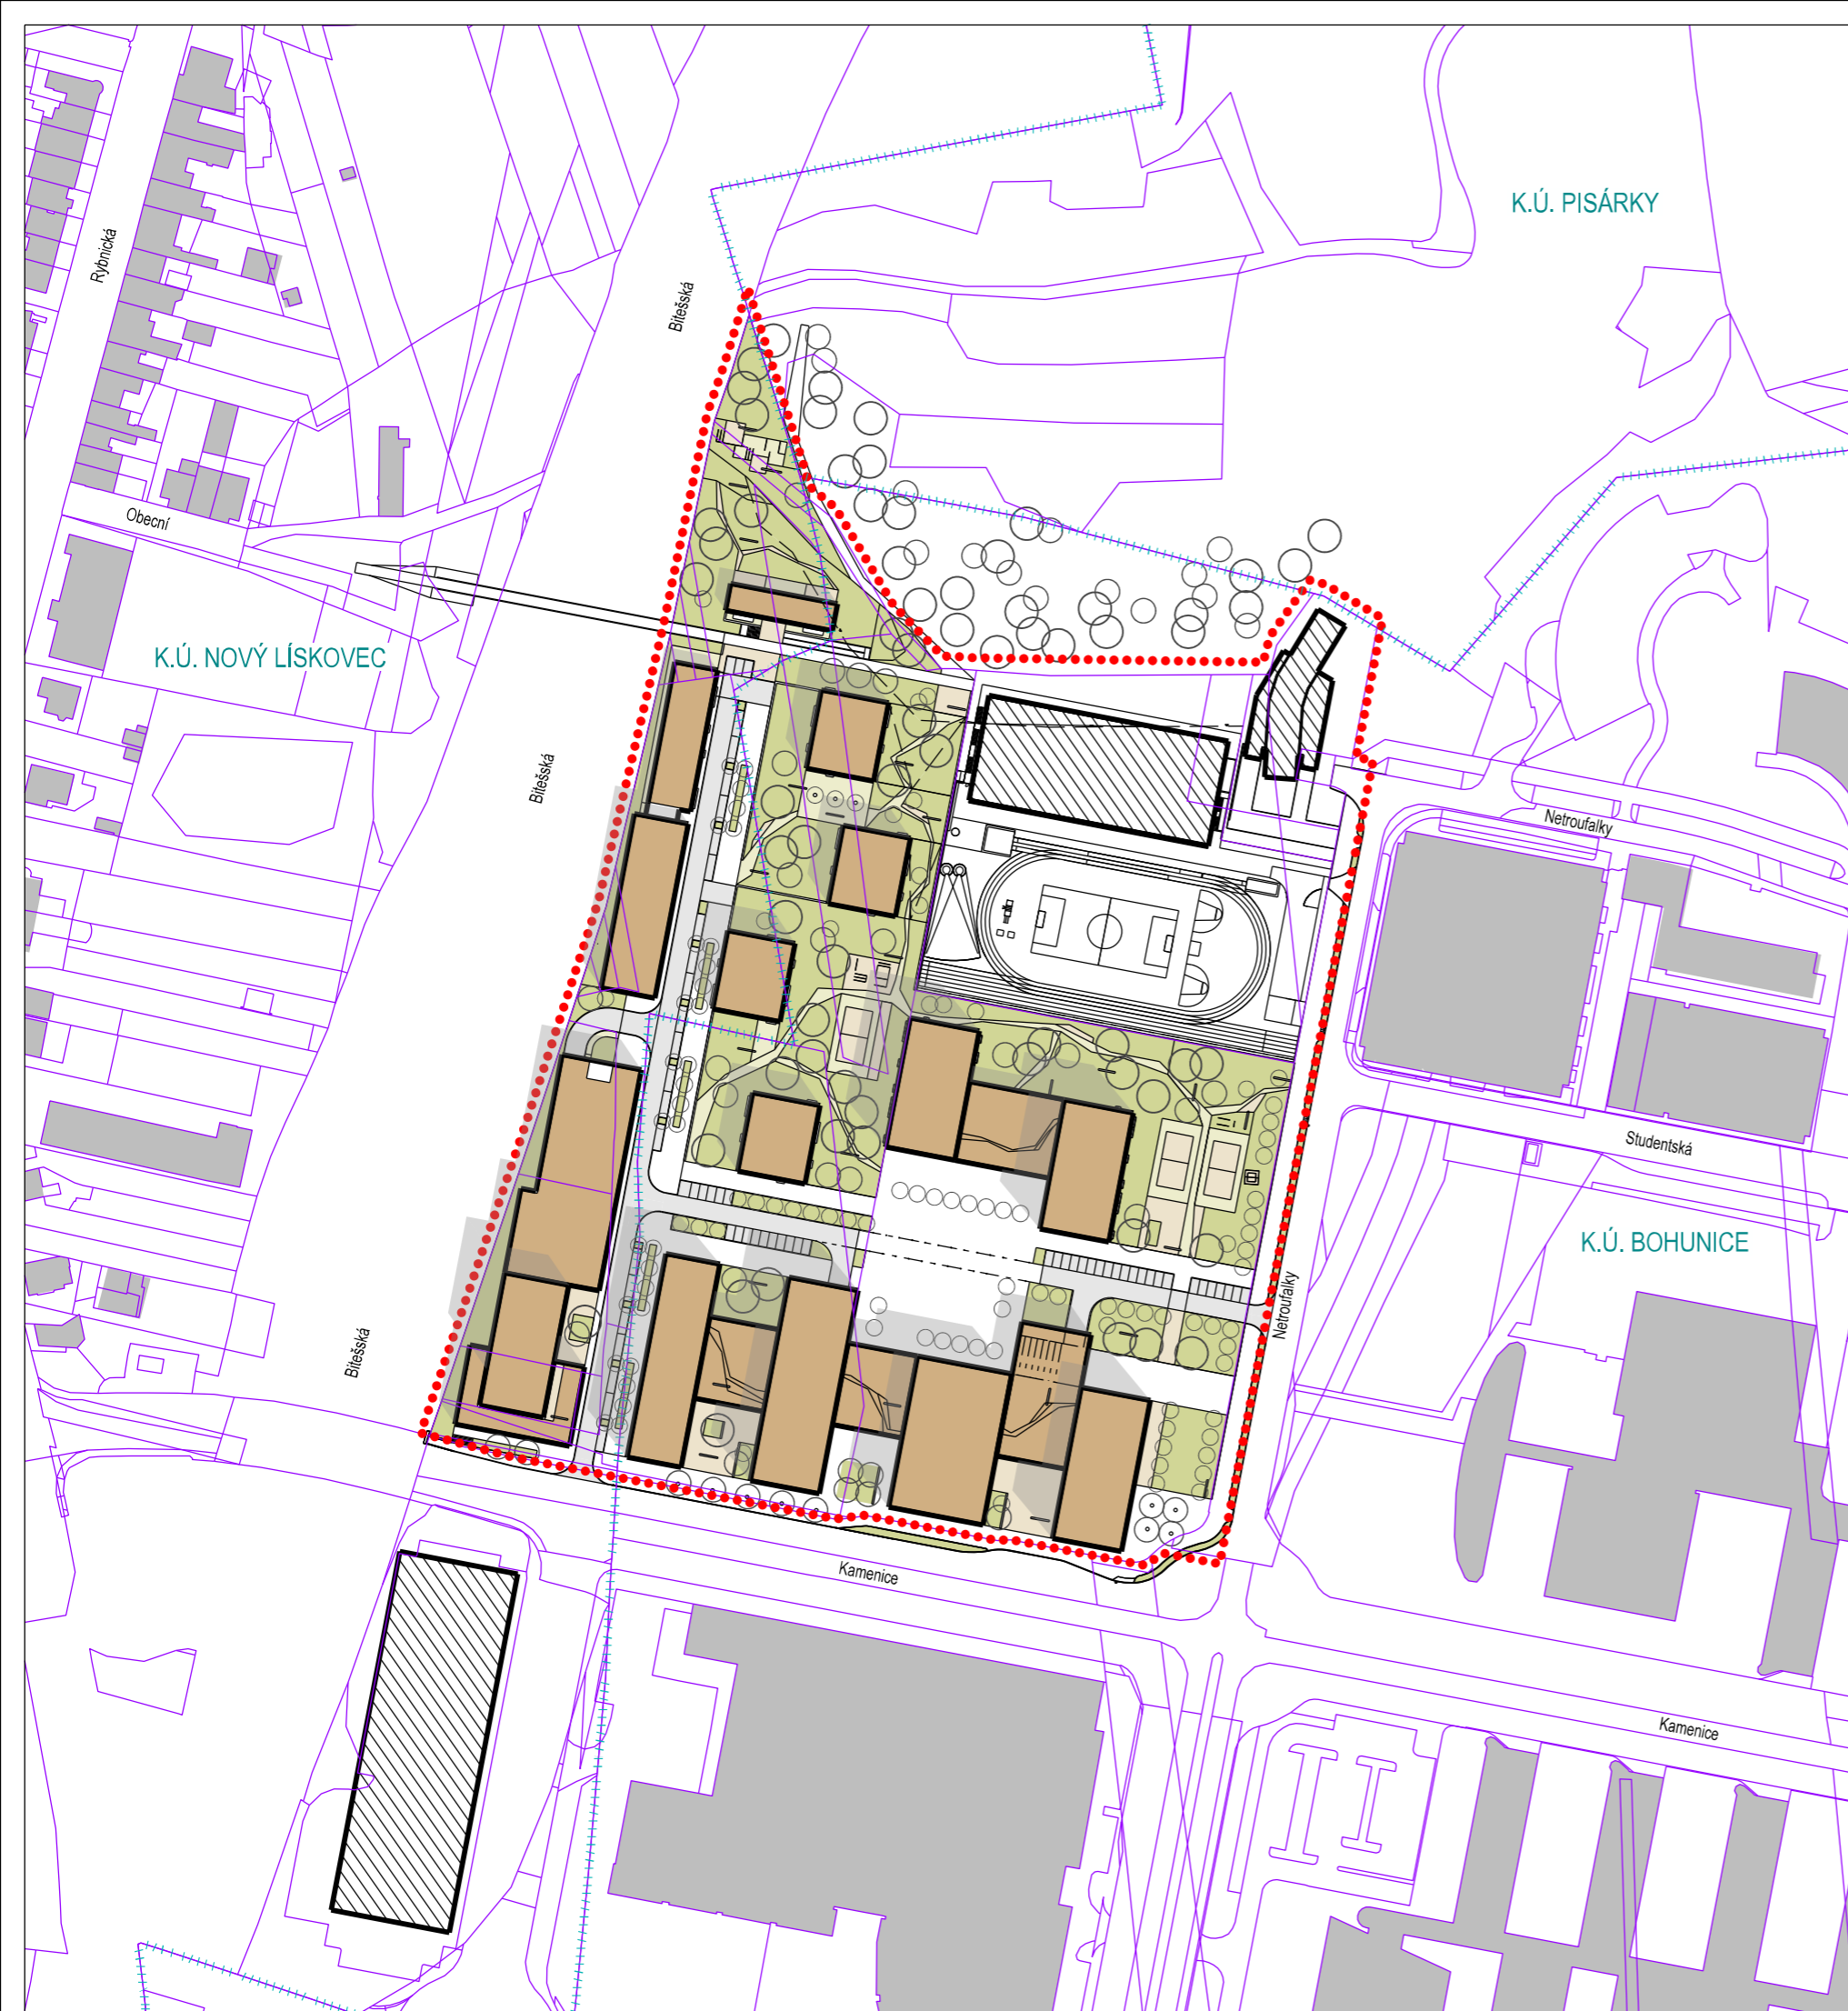 K.Ú. PISÁRKY
Rybnická
Bitešská
Obecní
K.Ú. NOVÝ LÍSKOVEC
Bitešská
Netroufalky
Studentská
K.Ú. BOHUNICE
Netroufalky
Bitešská
Kamenice
Kamenice